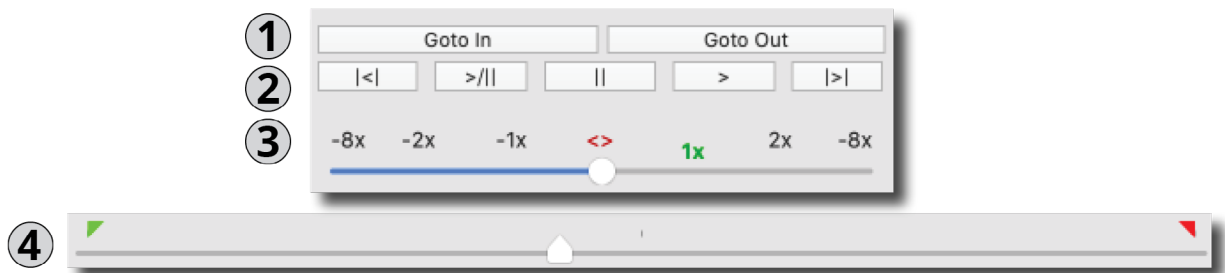 1 Goto In Goto Out
2 |<| >/|| || > |>|
3 -8x -2x -1x <> 1x 2x -8x
4